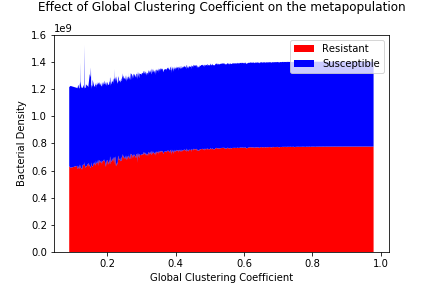 Effect of Global Clustering Coefficient on the metapopulation
1e9
1.6
1.4
1.2
1.0
0.8
0.6
0.4
0.2
0.0
Bacterial Density
Resistant
Susceptible
0.2 0.4 0.6 0.8 1.0
Global Clustering Coefficient